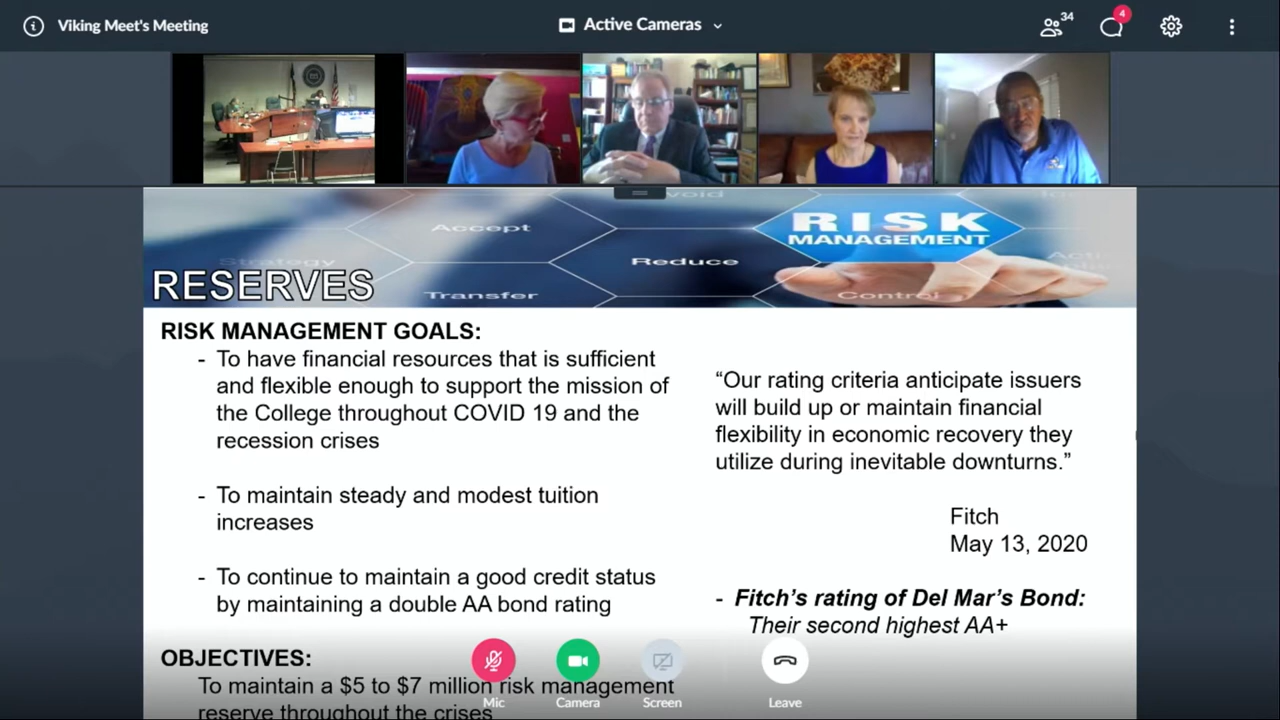 Viking Meet's Meeting
Active Cameras
34
4
void
Accept
RISK
MANAGEMENT
Strategy
Reduce
RESERVES
Transfer
Control
RISK MANAGEMENT GOALS:
- To have financial resources that is sufficient
and flexible enough to support the mission of
the College throughout COVID 19 and the
recession crises
- To maintain steady and modest tuition
increases
- To continue to maintain a good credit status
by maintaining a double AA bond rating
OBJECTIVES:
To maintain a $5 to $7 million risk management
reserve throughout the crises
“Our rating criteria anticipate issuers
will build up or maintain financial
flexibility in economic recovery they
utilize during inevitable downturns.”
Fitch
May 13, 2020
- Fitch’s rating of Del Mar’s Bond:
Their second highest AA+
Mic
Camera
Screen
Leave